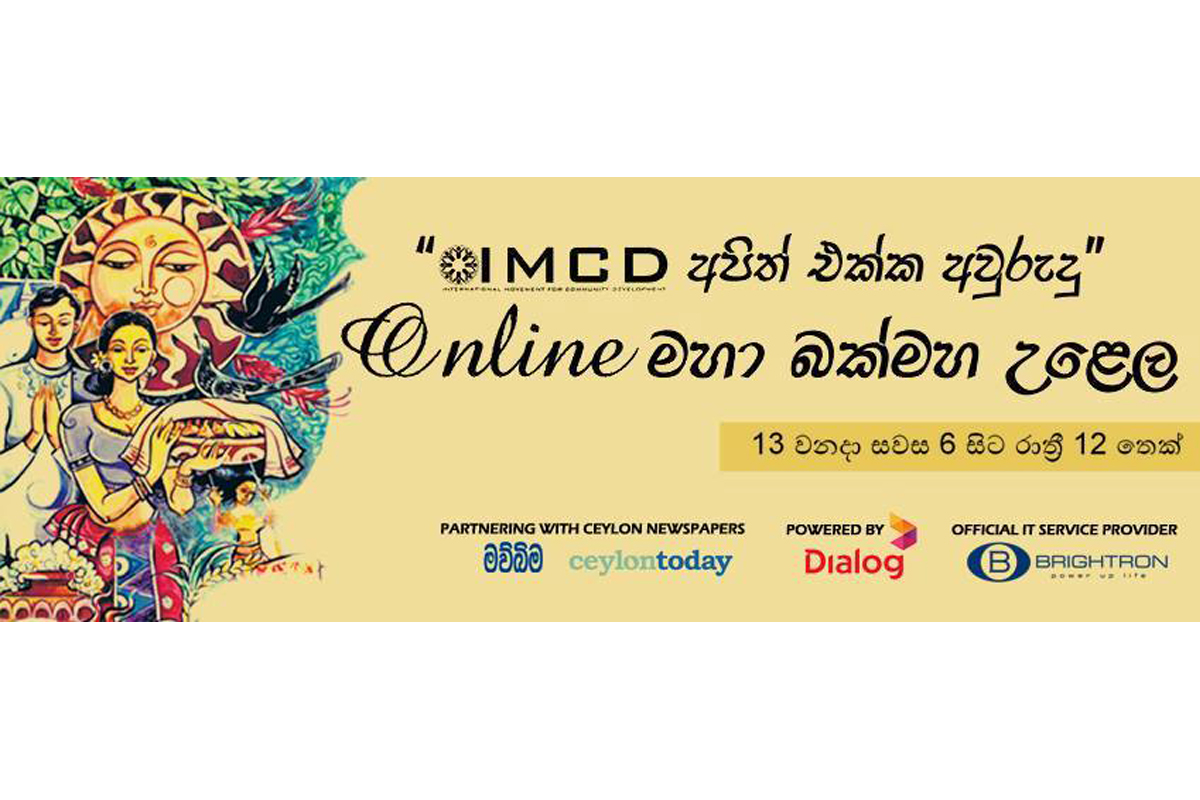 "IMCD අපිත් එක්ක අවුරුදු"
INTERNATIONAL MOVEMENT FOR COMMUNITY DEVELOPMENT
Online මහා බක්මහ උළෙල
13 වනදා සවස 6 සිට රාත්‍රී 12 තෙක්
PARTNERING WITH CEYLON NEWSPAPERS
මව්බිම ceylontoday
POWERED BY
Dialog
OFFICIAL IT SERVICE PROVIDER
B BRIGHTRON
power up life